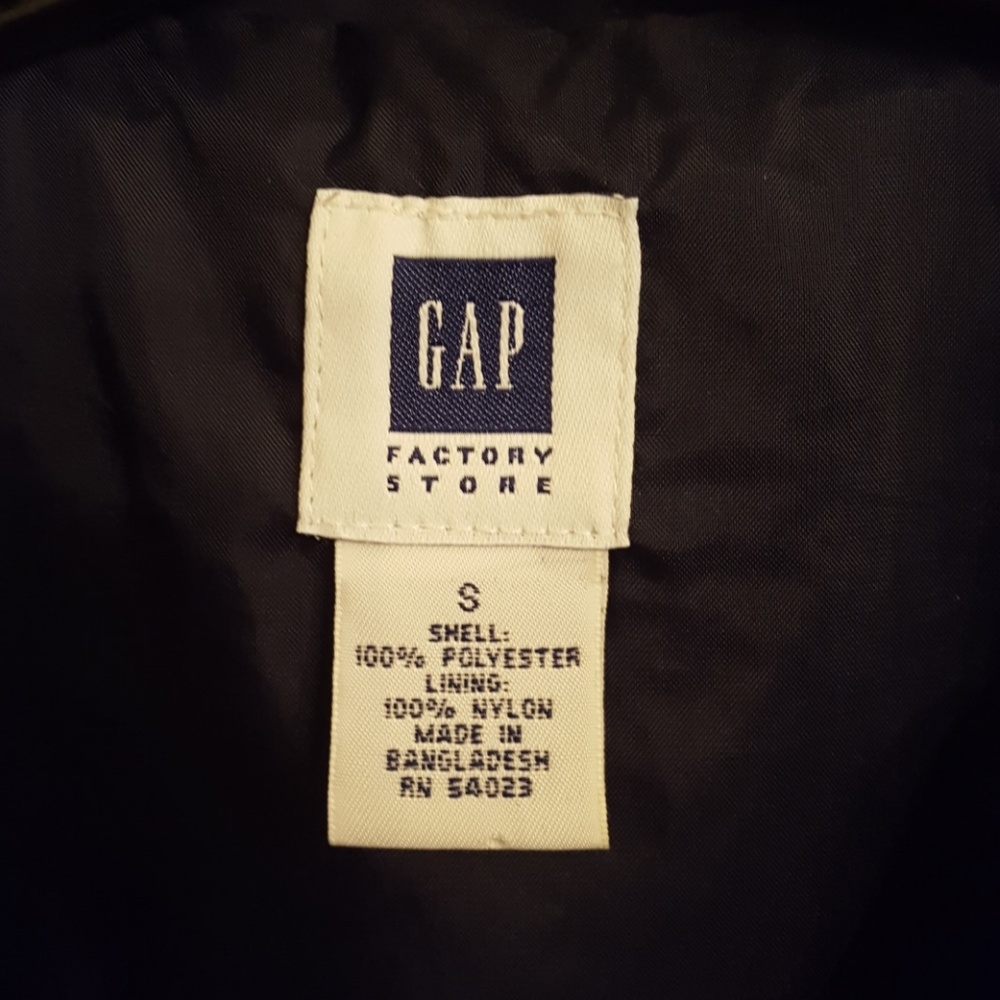 GAP
FACTORY
STORE
S
SHELL:
100% POLYESTER
LINING:
100% NYLON
MADE IN
BANGLADESH
RN 54023